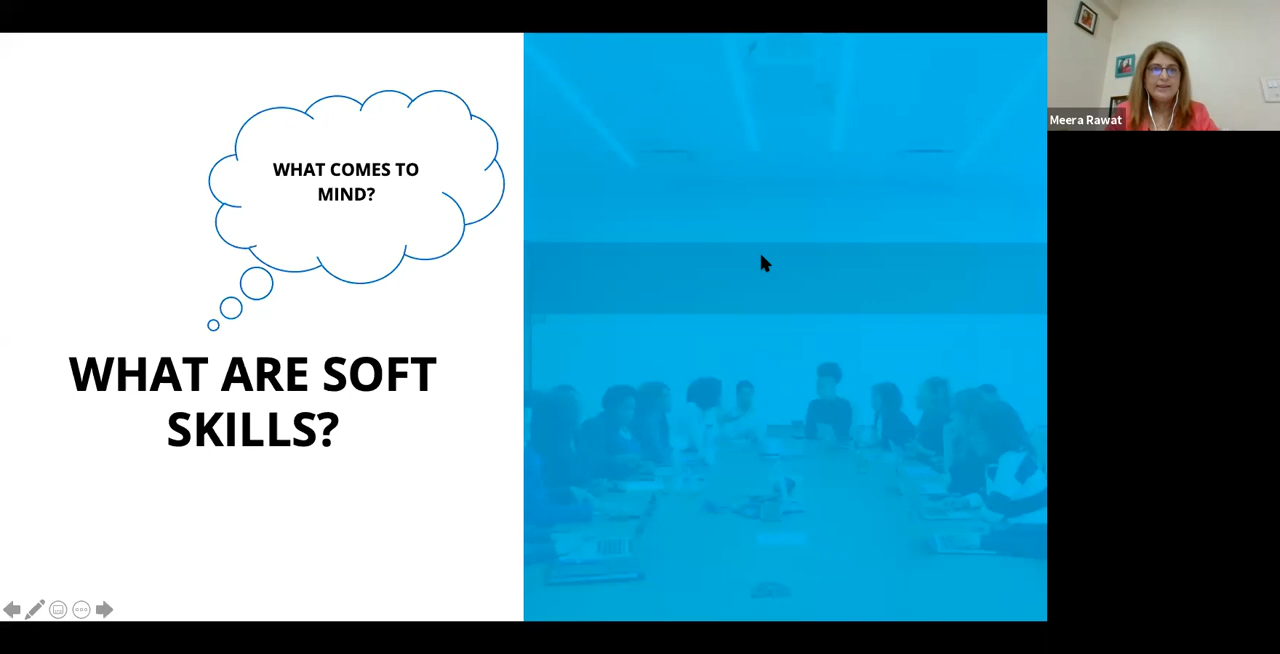 WHAT COMES TO
MIND?
WHAT ARE SOFT
SKILLS?
Meera Rawat